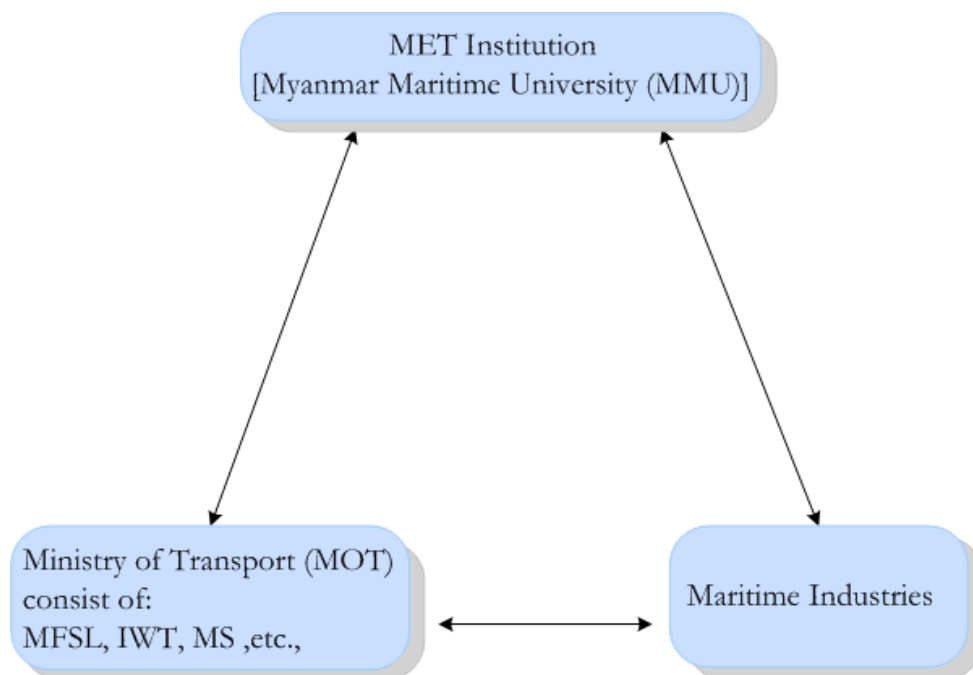 MET Institution
[Myanmar Maritime University (MMU)]
Ministry of Transport (MOT)
consist of:
MFSL, IWT, MS ,etc.,
Maritime Industries